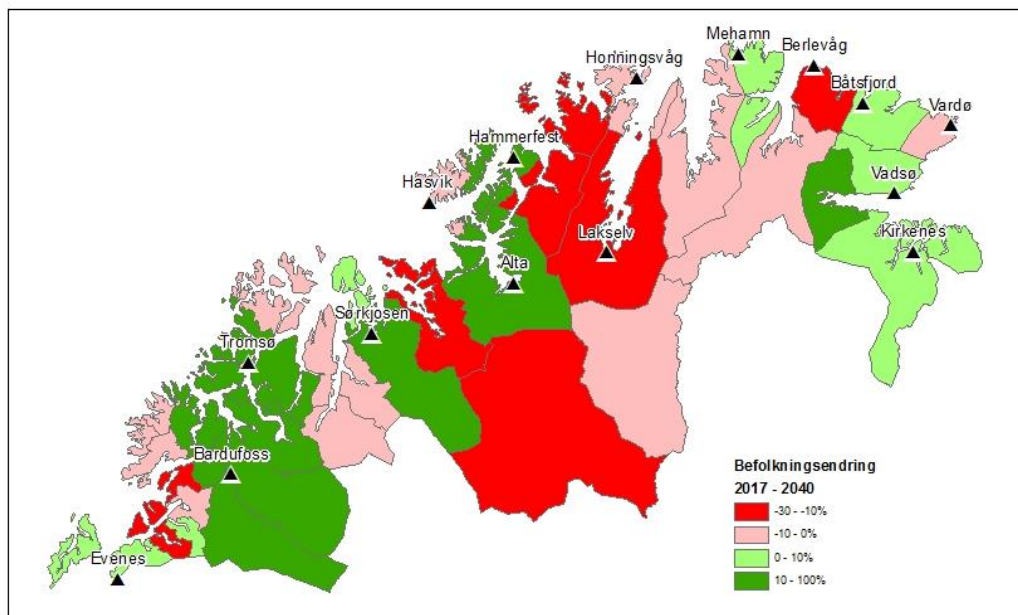 Mehamn
Berlevåg
Honningsvåg
Båtsfjord
Vardø
Hammerfest
Hasvik
Vadsø
Lakselv
Kirkenes
Alta
Sørkjosen
Tromsø
Bardufoss
Evenes
Befolkningsendring
2017 - 2040
-30 - -10%
-10 - 0%
0 - 10%
10 - 100%